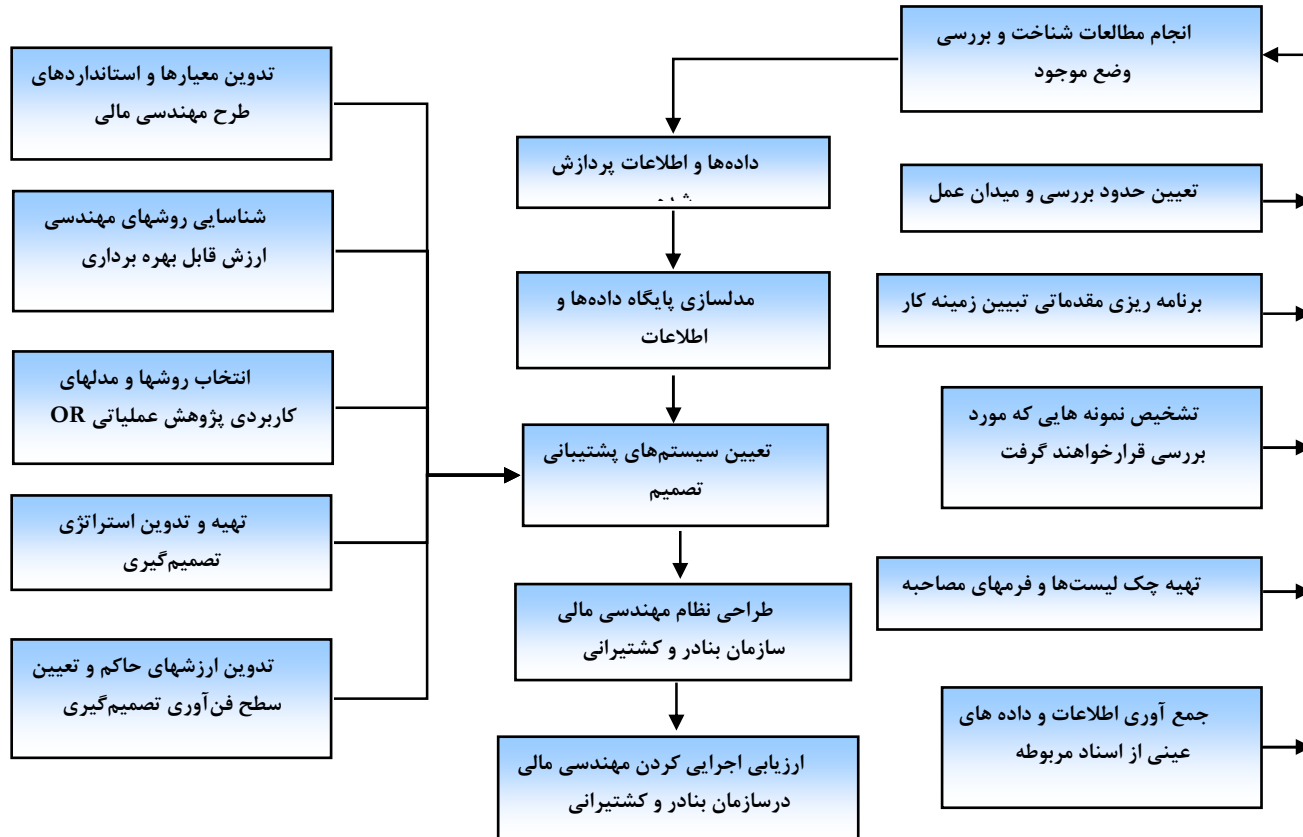 انجام مطالعات شناخت و بررسی
وضع موجود
تعیین حدود بررسی و میدان عمل
برنامه ریزی مقدماتی تبیین زمینه کار
تشخیص نمونه هایی که مورد
بررسی قرارخواهند گرفت
تهیه چک لیست‌ها و فرمهای مصاحبه
جمع آوری اطلاعات و داده های
عینی از اسناد مربوطه
داده‌ها و اطلاعات پردازش
مدلسازی پایگاه داده‌ها و
اطلاعات
تعیین سیستم‌های پشتیبانی
تصمیم
طراحی نظام مهندسی مالی
سازمان بنادر و کشتیرانی
ارزیابی اجرایی کردن مهندسی مالی
درسازمان بنادر و کشتیرانی
تدوین معیارها و استانداردهای
طرح مهندسی مالی
شناسایی روشهای مهندسی
ارزش قابل بهره برداری
انتخاب روشها و مدلهای
کاربردی پژوهش عملیاتی OR
تهیه و تدوین استراتژی
تصمیم‌گیری
تدوین ارزشهای حاکم و تعیین
سطح فن‌آوری تصمیم‌گیری